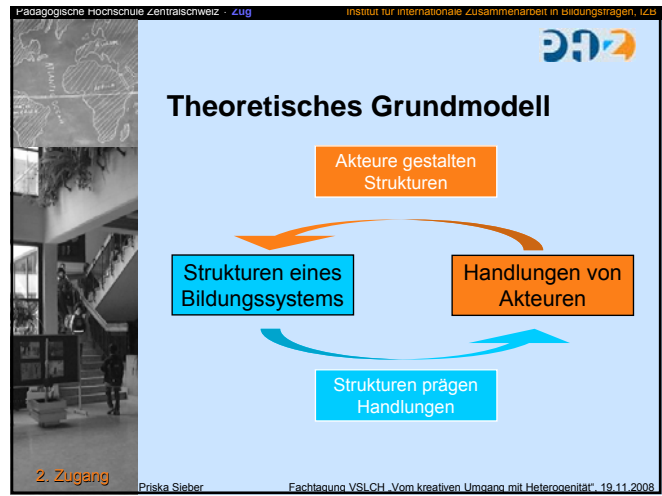 Pädagogische Hochschule Zentralschweiz - Zug
Institut für internationale Zusammenarbeit in Bildungsfragen, IZB
PHZ
Theoretisches Grundmodell
Akteure gestalten
Strukturen
Strukturen eines
Bildungssystems
Handlungen von
Akteuren
Strukturen prägen
Handlungen
2. Zugang
Priska Sieber
Fachtagung VSLCH „Vom kreativen Umgang mit Heterogenität“, 19.11.2008